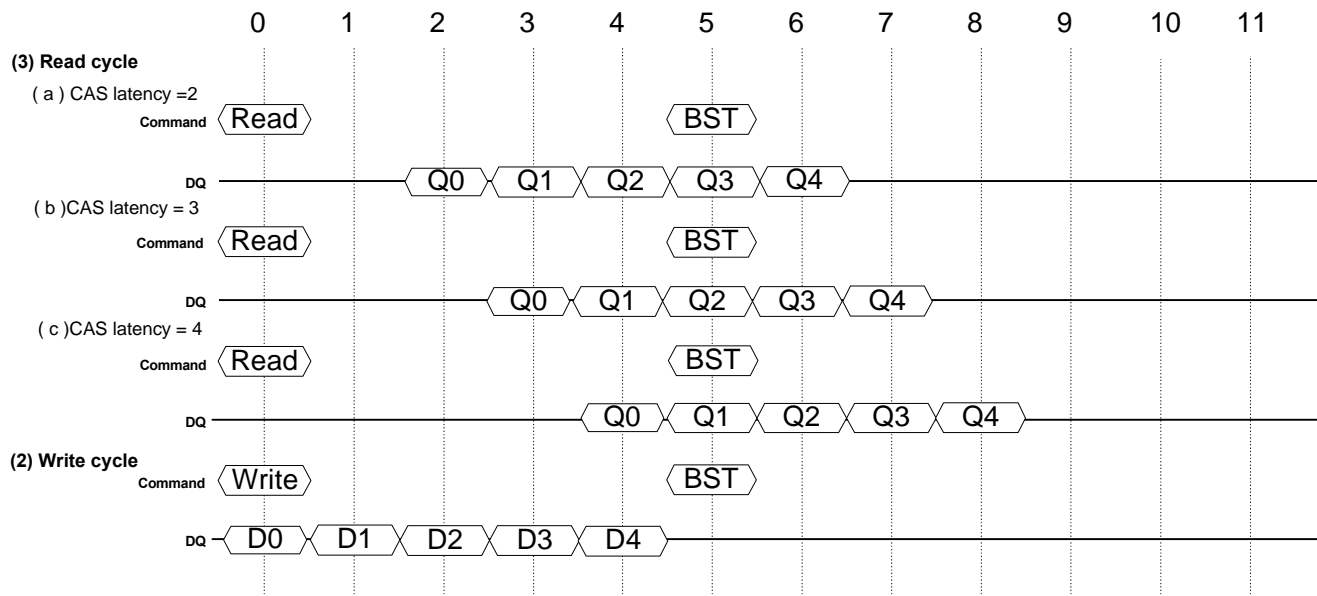 0 1 2 3 4 5 6 7 8 9 10 11
(3) Read cycle
( a ) CAS latency =2
Command Read BST
DQ Q0 Q1 Q2 Q3 Q4
( b )CAS latency = 3
Command Read BST
DQ Q0 Q1 Q2 Q3 Q4
( c )CAS latency = 4
Command Read BST
DQ Q0 Q1 Q2 Q3 Q4
(2) Write cycle
Command Write BST
DQ D0 D1 D2 D3 D4